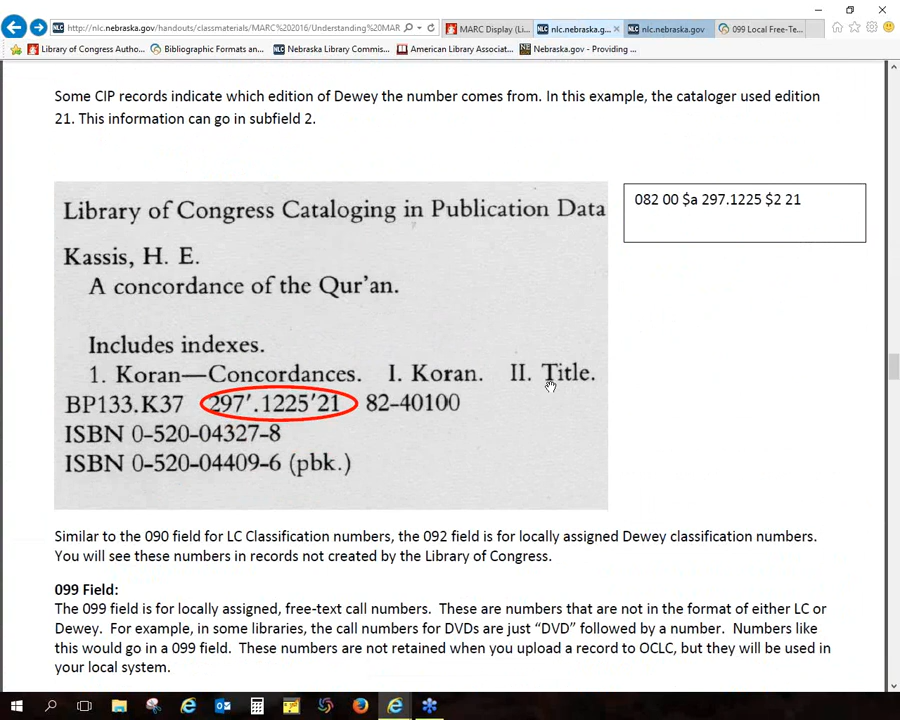 http://nlc.nebraska.gov/handouts/classmaterials/MARC%202016/Understanding%20MAR
MARC Display (Li...
nlc.nebraska.g...
nlc.nebraska.gov
099 Local Free-Te...
Library of Congress Autho...
Bibliographic Formats an...
Nebraska Library Commis...
American Library Associat...
Nebraska.gov - Providing ...
Some CIP records indicate which edition of Dewey the number comes from. In this example, the cataloger used edition
21. This information can go in subfield 2.
Library of Congress Cataloging in Publication Data
Kassis, H. E.
A concordance of the Qur’an.
Includes indexes.
1. Koran—Concordances. I. Koran. II. Title.
BP133.K37 297′.1225′21 82-40100
ISBN 0-520-04327-8
ISBN 0-520-04409-6 (pbk.)
082 00 $a 297.1225 $2 21
Similar to the 090 field for LC Classification numbers, the 092 field is for locally assigned Dewey classification numbers.
You will see these numbers in records not created by the Library of Congress.
099 Field:
The 099 field is for locally assigned, free-text call numbers. These are numbers that are not in the format of either LC or
Dewey. For example, in some libraries, the call numbers for DVDs are just “DVD” followed by a number. Numbers like
this would go in a 099 field. These numbers are not retained when you upload a record to OCLC, but they will be used in
your local system.